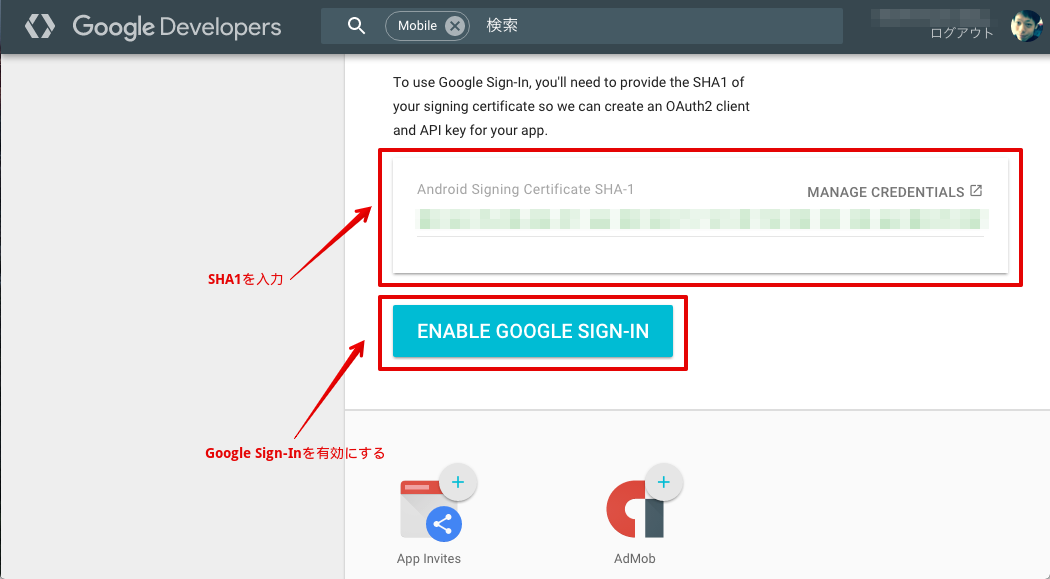 Google Developers
Mobile
検索
ログアウト
To use Google Sign-In, you'll need to provide the SHA1 of
your signing certificate so we can create an OAuth2 client
and API key for your app.
Android Signing Certificate SHA-1
MANAGE CREDENTIALS
SHA1を入力
ENABLE GOOGLE SIGN-IN
Google Sign-Inを有効にする
App Invites
AdMob